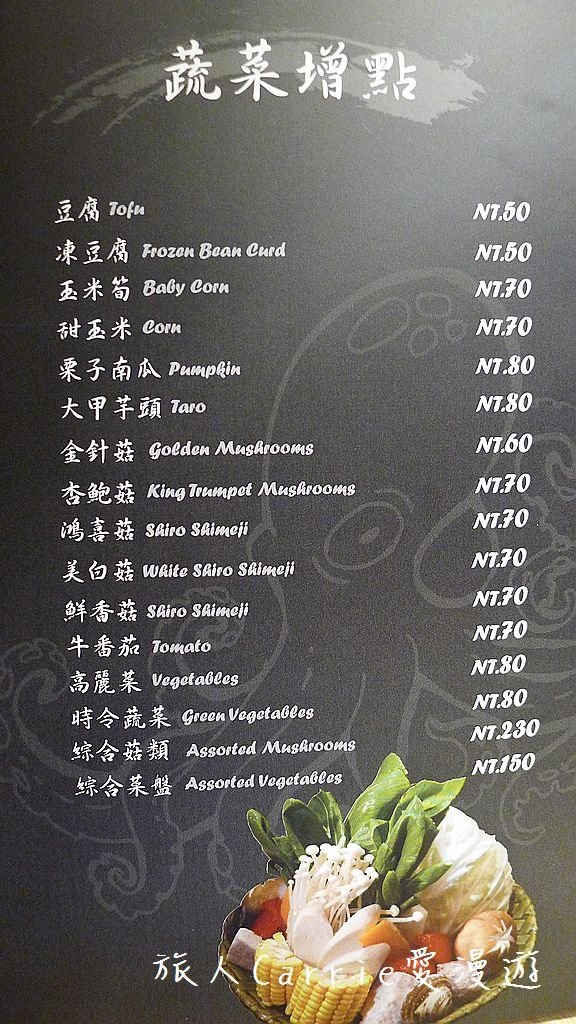 蔬菜增點
豆腐 Tofu NT.50
凍豆腐 Frozen Bean Curd NT.50
玉米筍 Baby Corn NT.70
甜玉米 Corn NT.70
栗子南瓜 Pumpkin NT.80
大甲芋頭 Taro NT.80
金針菇 Golden Mushrooms NT.60
杏鮑菇 King Trumpet Mushrooms NT.70
鴻喜菇 Shiro Shimeji NT.70
美白菇 White Shiro Shimeji NT.70
鮮香菇 Shiro Shimeji NT.70
牛番茄 Tomato NT.70
高麗菜 Vegetables NT.80
時令蔬菜 Green Vegetables NT.80
綜合菇類 Assorted Mushrooms NT.230
綜合菜盤 Assorted Vegetables NT.150
旅人Carrie愛漫遊